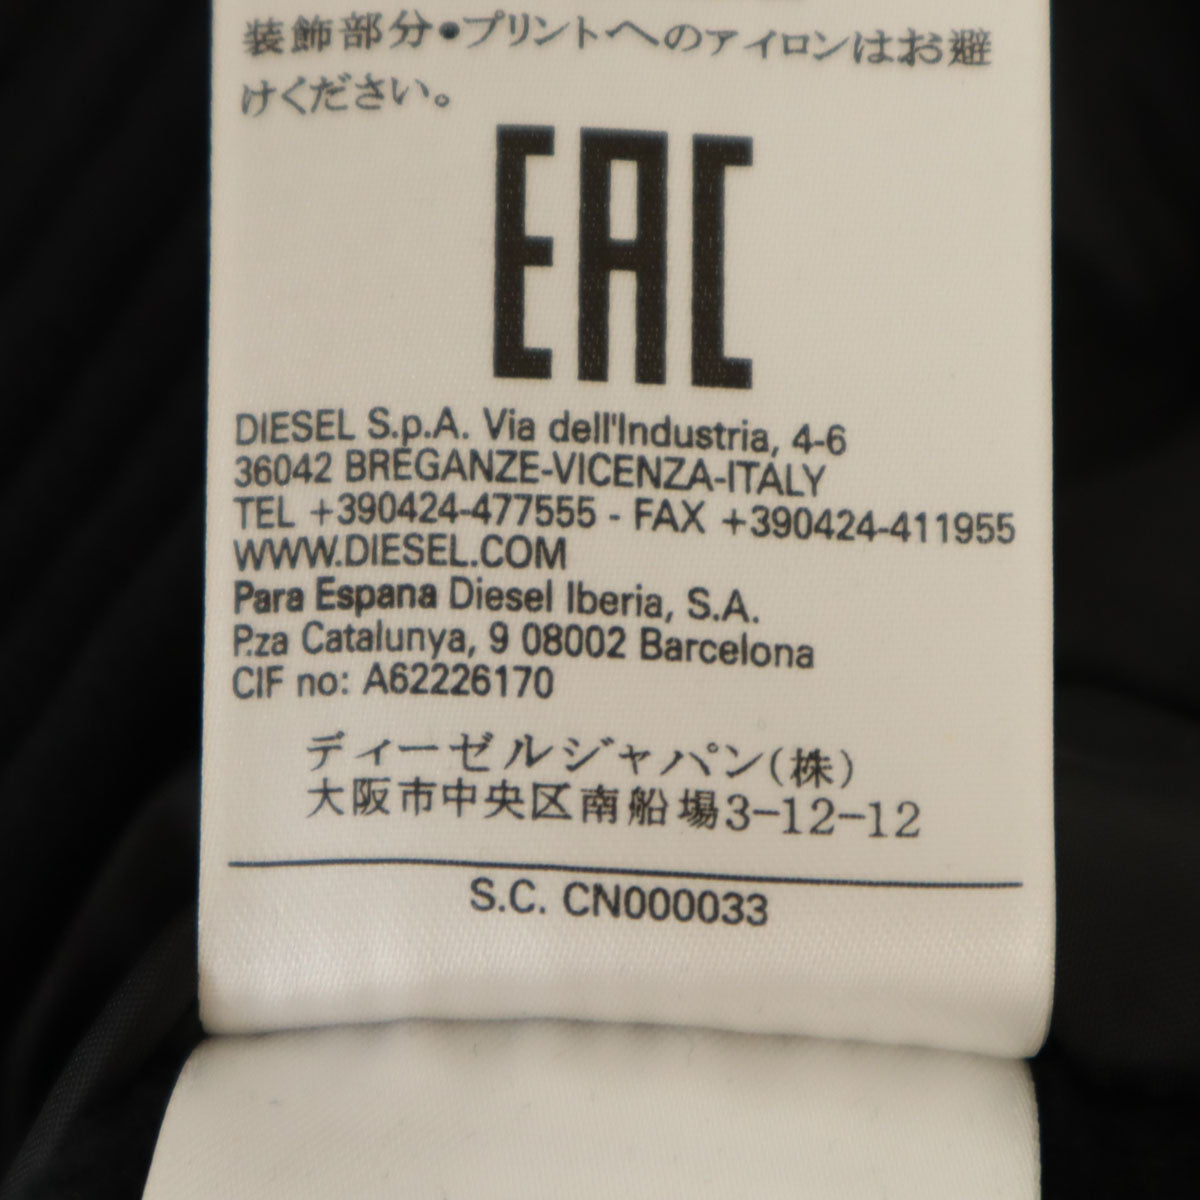 装飾部分•プリントへのアイロンはお避
けください。
EAC
DIESEL S.p.A. Via dell'Industria, 4-6
36042 BREGANZE-VICENZA-ITALY
TEL +390424-477555 - FAX +390424-411955
WWW.DIESEL.COM
Para Espana Diesel Iberia, S.A.
P.za Catalunya, 9 08002 Barcelona
CIF no: A62226170
ディーゼルジャパン(株)
大阪市中央区南船場3-12-12
S.C. CN000033